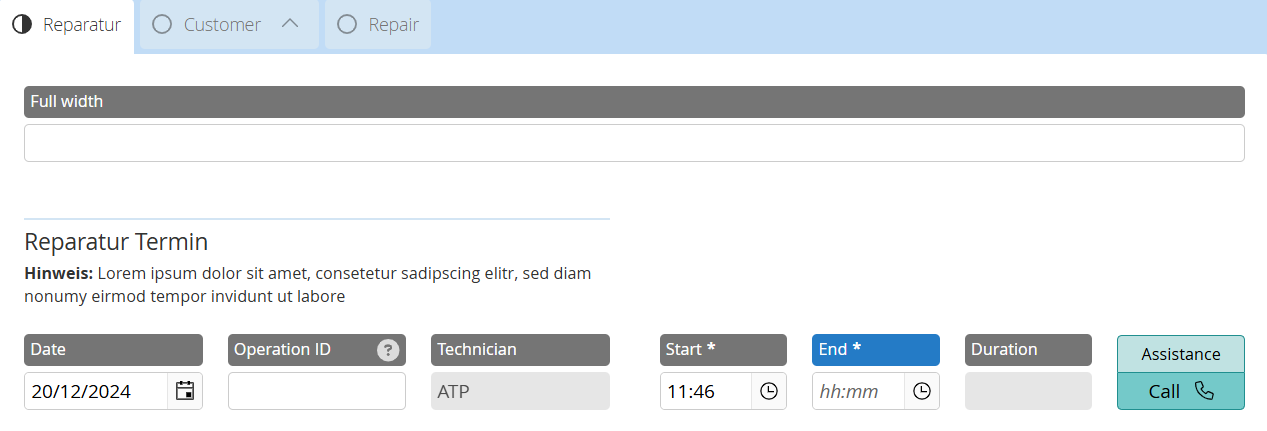 Reparatur Customer Repair
Full width
Reparatur Termin
Hinweis: Lorem ipsum dolor sit amet, consetetur sadipscing elitr, sed diam
nonumy eirmod tempor invidunt ut labore
Date Operation ID ? Technician Start * End * Duration Assistance
20/12/2024 ATP 11:46 hh:mm Call